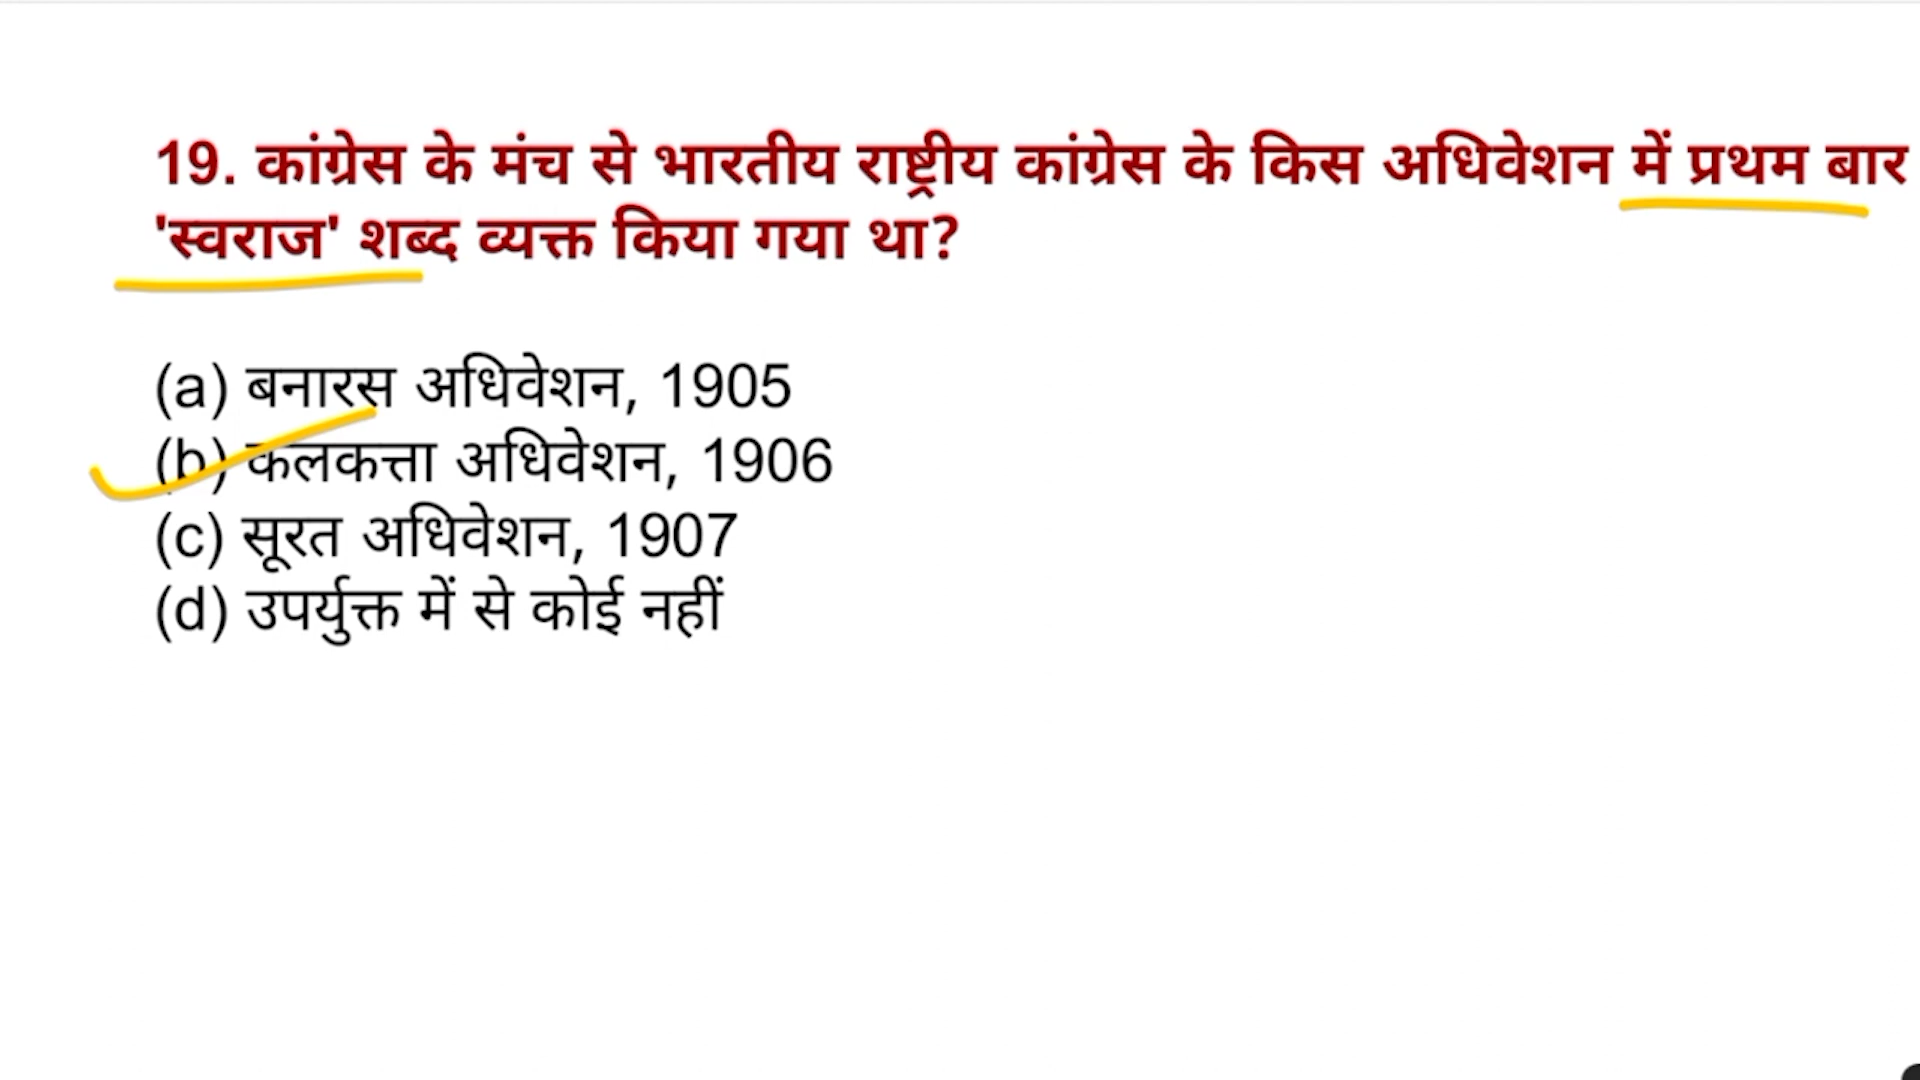 19. कांग्रेस के मंच से भारतीय राष्ट्रीय कांग्रेस के किस अधिवेशन में प्रथम बार
'स्वराज' शब्द व्यक्त किया गया था?
(a) बनारस अधिवेशन, 1905
(b) कलकत्ता अधिवेशन, 1906
(c) सूरत अधिवेशन, 1907
(d) उपर्युक्त में से कोई नहीं